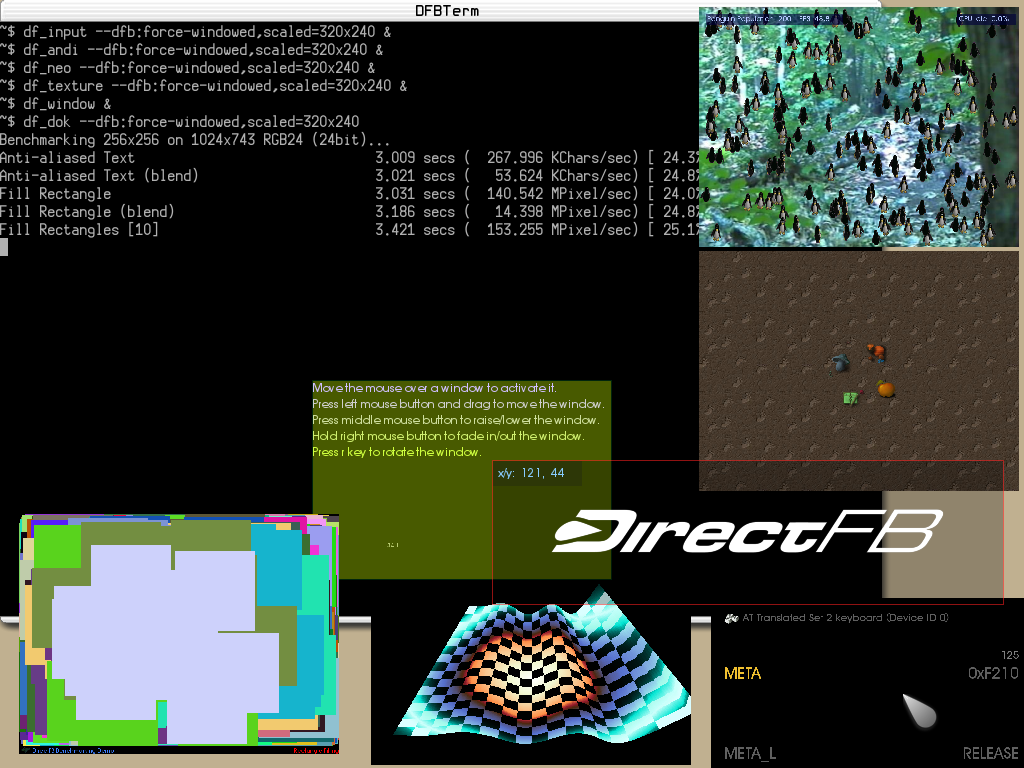 DFBTerm
~$ df_input --dfb:force-windowed,scaled=320x240 &
~$ df_andi --dfb:force-windowed,scaled=320x240 &
~$ df_neo --dfb:force-windowed,scaled=320x240 &
~$ df_texture --dfb:force-windowed,scaled=320x240 &
~$ df_window &
~$ df_dok --dfb:force-windowed,scaled=320x240
Benchmarking 256x256 on 1024x743 RGB24 (24bit)...
Anti-aliased Text 3.009 secs ( 267.996 KChars/sec) [ 24.3%
Anti-aliased Text (blend) 3.021 secs ( 53.624 KChars/sec) [ 24.8%
Fill Rectangle 3.031 secs ( 140.542 MPixel/sec) [ 24.0%
Fill Rectangle (blend) 3.186 secs ( 14.398 MPixel/sec) [ 24.8%
Fill Rectangles [10] 3.421 secs ( 153.255 MPixel/sec) [ 25.1%
Penguin Population: 200 FPS: 48.8 CPU Idle: 0.0%
Move the mouse over a window to activate it.
Press left mouse button and drag to move the window.
Press middle mouse button to raise/lower the window.
Hold right mouse button to fade in/out the window.
Press r key to rotate the window.
x/y: 121, 44
DirectFB
DirectFB Benchmarking Demo
AT Translated Set 2 keyboard (Device ID 0)
125
META 0xF210
META_L RELEASE